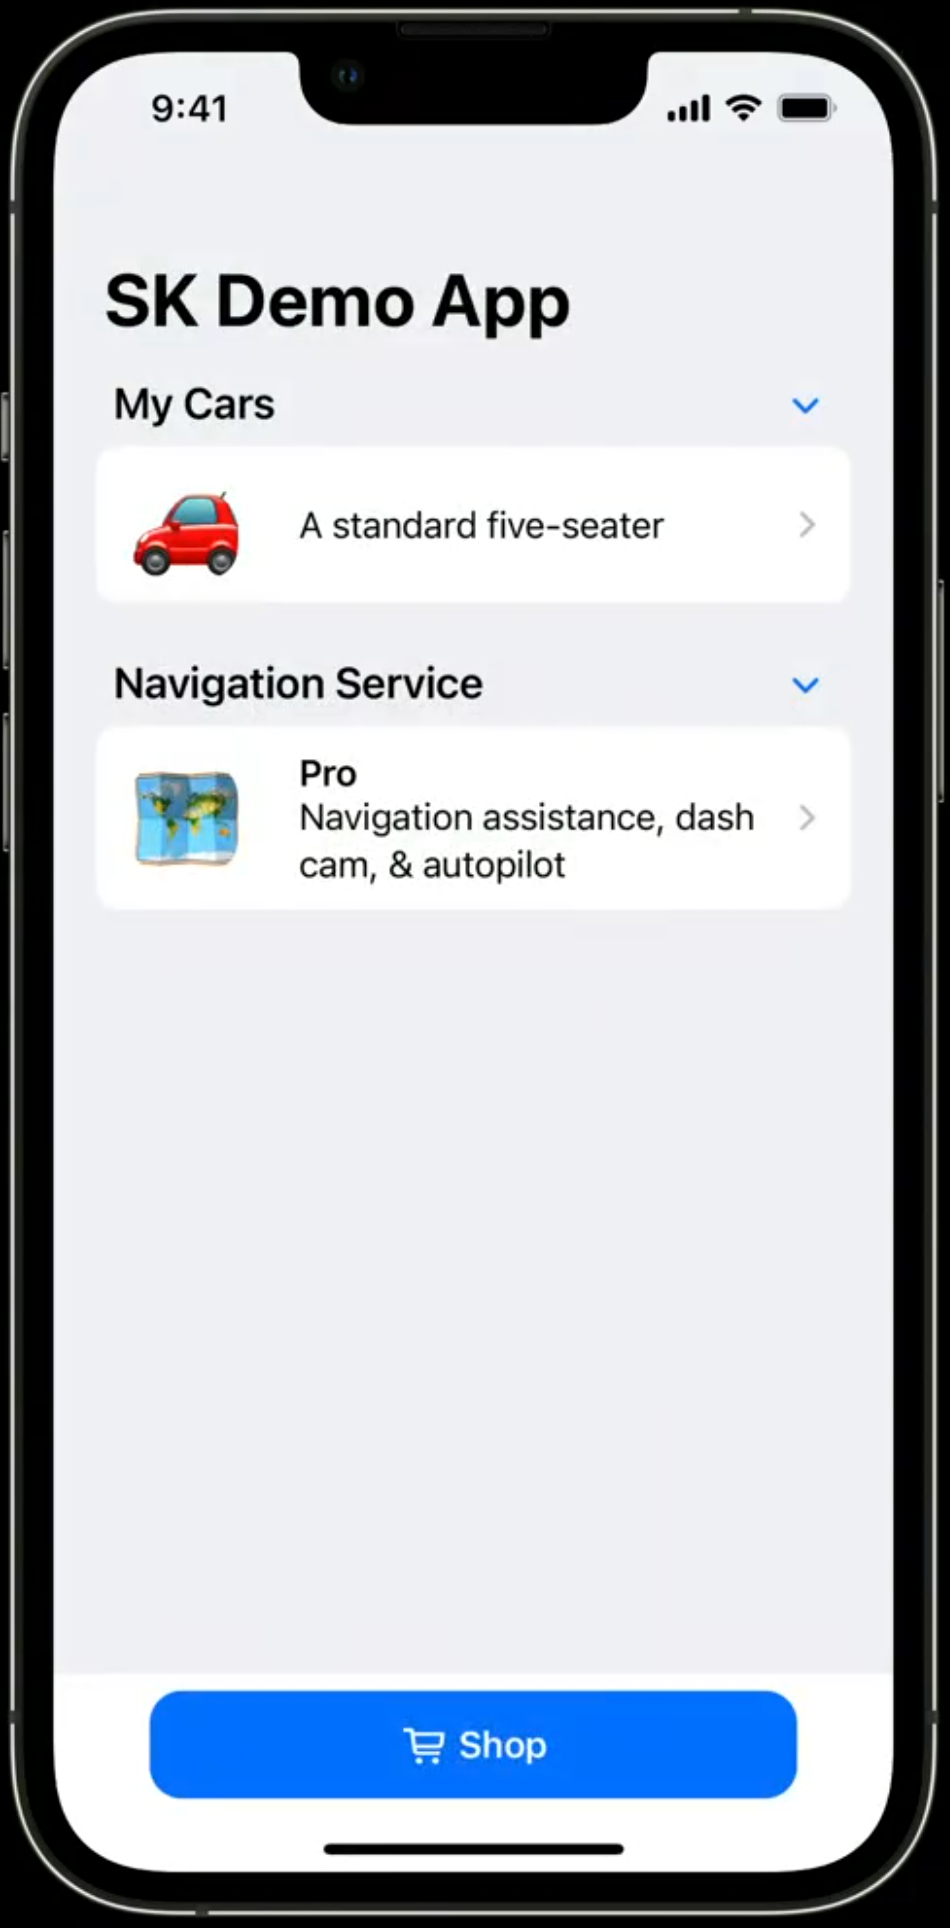 9:41
SK Demo App
My Cars
A standard five-seater
Navigation Service
Pro
Navigation assistance, dash
cam, & autopilot
Shop